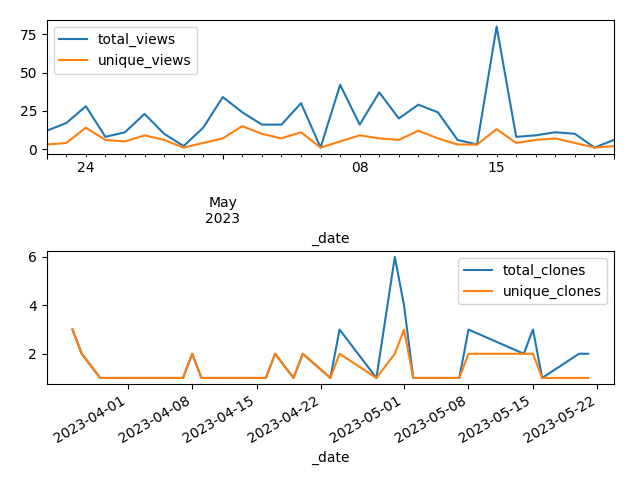 75
50
25
0
total_views
unique_views
24
08
15
May
2023
_date
6
4
2
total_clones
unique_clones
2023-04-01
2023-04-08
2023-04-15
2023-04-22
2023-05-01
2023-05-08
2023-05-15
2023-05-22
_date